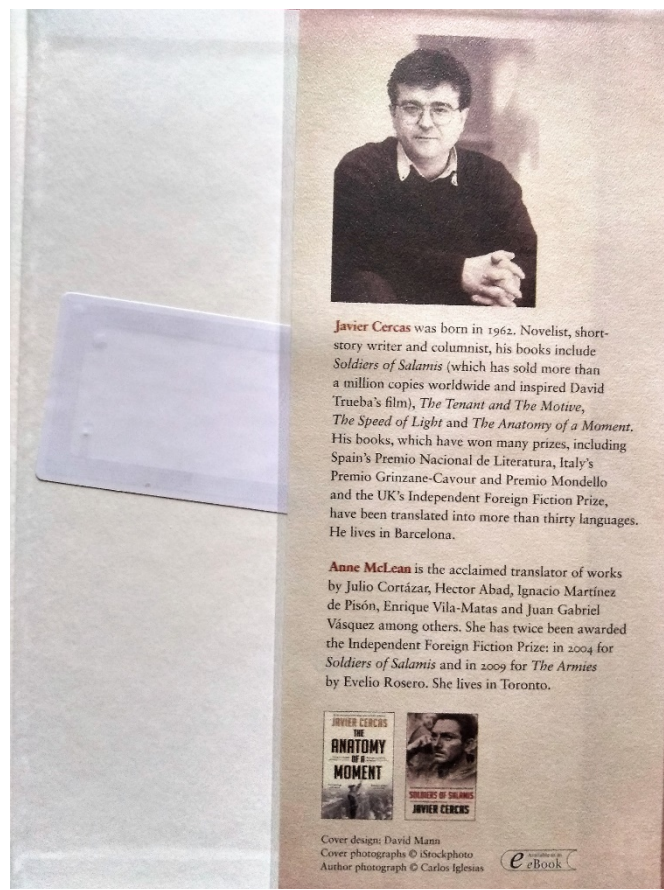 Javier Cercas was born in 1962. Novelist, short-
story writer and columnist, his books include
Soldiers of Salamis (which has sold more than
a million copies worldwide and inspired David
Trueba's film), The Tenant and The Motive,
The Speed of Light and The Anatomy of a Moment.
His books, which have won many prizes, including
Spain's Premio Nacional de Literatura, Italy's
Premio Grinzane-Cavour and Premio Mondello
and the UK's Independent Foreign Fiction Prize,
have been translated into more than thirty languages.
He lives in Barcelona.
Anne McLean is the acclaimed translator of works
by Julio Cortázar, Hector Abad, Ignacio Martínez
de Pisón, Enrique Vila-Matas and Juan Gabriel
Vásquez among others. She has twice been awarded
the Independent Foreign Fiction Prize: in 2004 for
Soldiers of Salamis and in 2009 for The Armies
by Evelio Rosero. She lives in Toronto.
JAVIER CERCAS
THE
ANATOMY
OF A
MOMENT
SOLDIERS OF SALAMIS
JAVIER CERCAS
Cover design: David Mann
Cover photographs © iStockphoto
Author photograph © Carlos Iglesias
Available as an
eBook